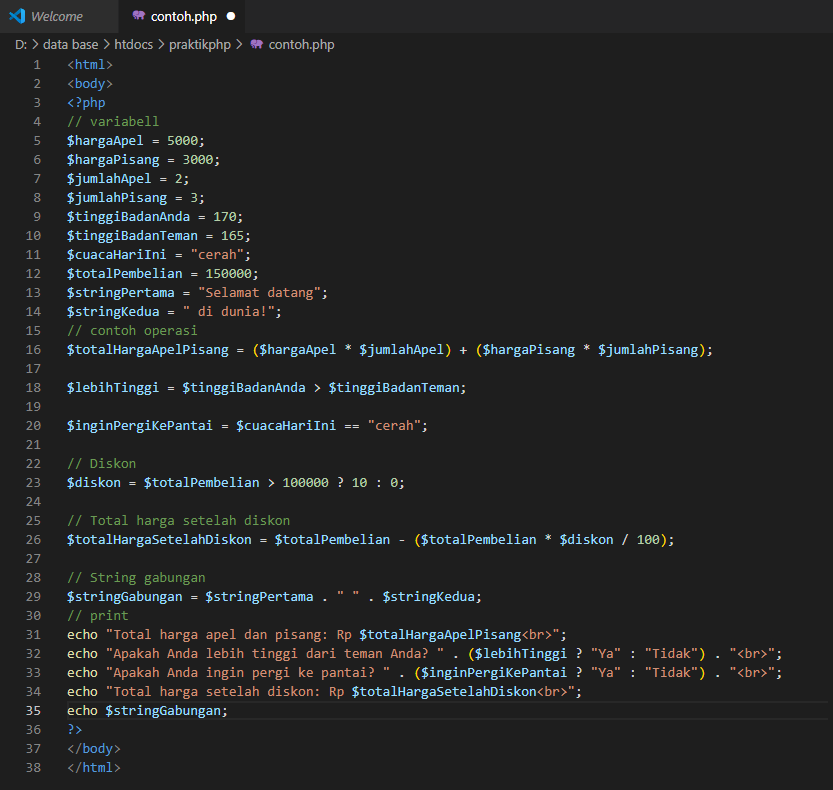 Welcome contoh.php
D: > data base > htdocs > praktikphp > contoh.php
1 <html>
2 <body>
3 <?php
4 // variabell
5 $hargaApel = 5000;
6 $hargaPisang = 3000;
7 $jumlahApel = 2;
8 $jumlahPisang = 3;
9 $tinggiBadanAnda = 170;
10 $tinggiBadanTeman = 165;
11 $cuacaHariIni = "cerah";
12 $totalPembelian = 150000;
13 $stringPertama = "Selamat datang";
14 $stringKedua = " di dunia!";
15 // contoh operasi
16 $totalHargaApelPisang = ($hargaApel * $jumlahApel) + ($hargaPisang * $jumlahPisang);
17
18 $lebihTinggi = $tinggiBadanAnda > $tinggiBadanTeman;
19
20 $inginPergiKePantai = $cuacaHariIni == "cerah";
21
22 // Diskon
23 $diskon = $totalPembelian > 100000 ? 10 : 0;
24
25 // Total harga setelah diskon
26 $totalHargaSetelahDiskon = $totalPembelian - ($totalPembelian * $diskon / 100);
27
28 // String gabungan
29 $stringGabungan = $stringPertama . " " . $stringKedua;
30 // print
31 echo "Total harga apel dan pisang: Rp $totalHargaApelPisang<br>";
32 echo "Apakah Anda lebih tinggi dari teman Anda? " . ($lebihTinggi ? "Ya" : "Tidak") . "<br>";
33 echo "Apakah Anda ingin pergi ke pantai? " . ($inginPergiKePantai ? "Ya" : "Tidak") . "<br>";
34 echo "Total harga setelah diskon: Rp $totalHargaSetelahDiskon<br>";
35 echo $stringGabungan;
36 ?>
37 </body>
38 </html>